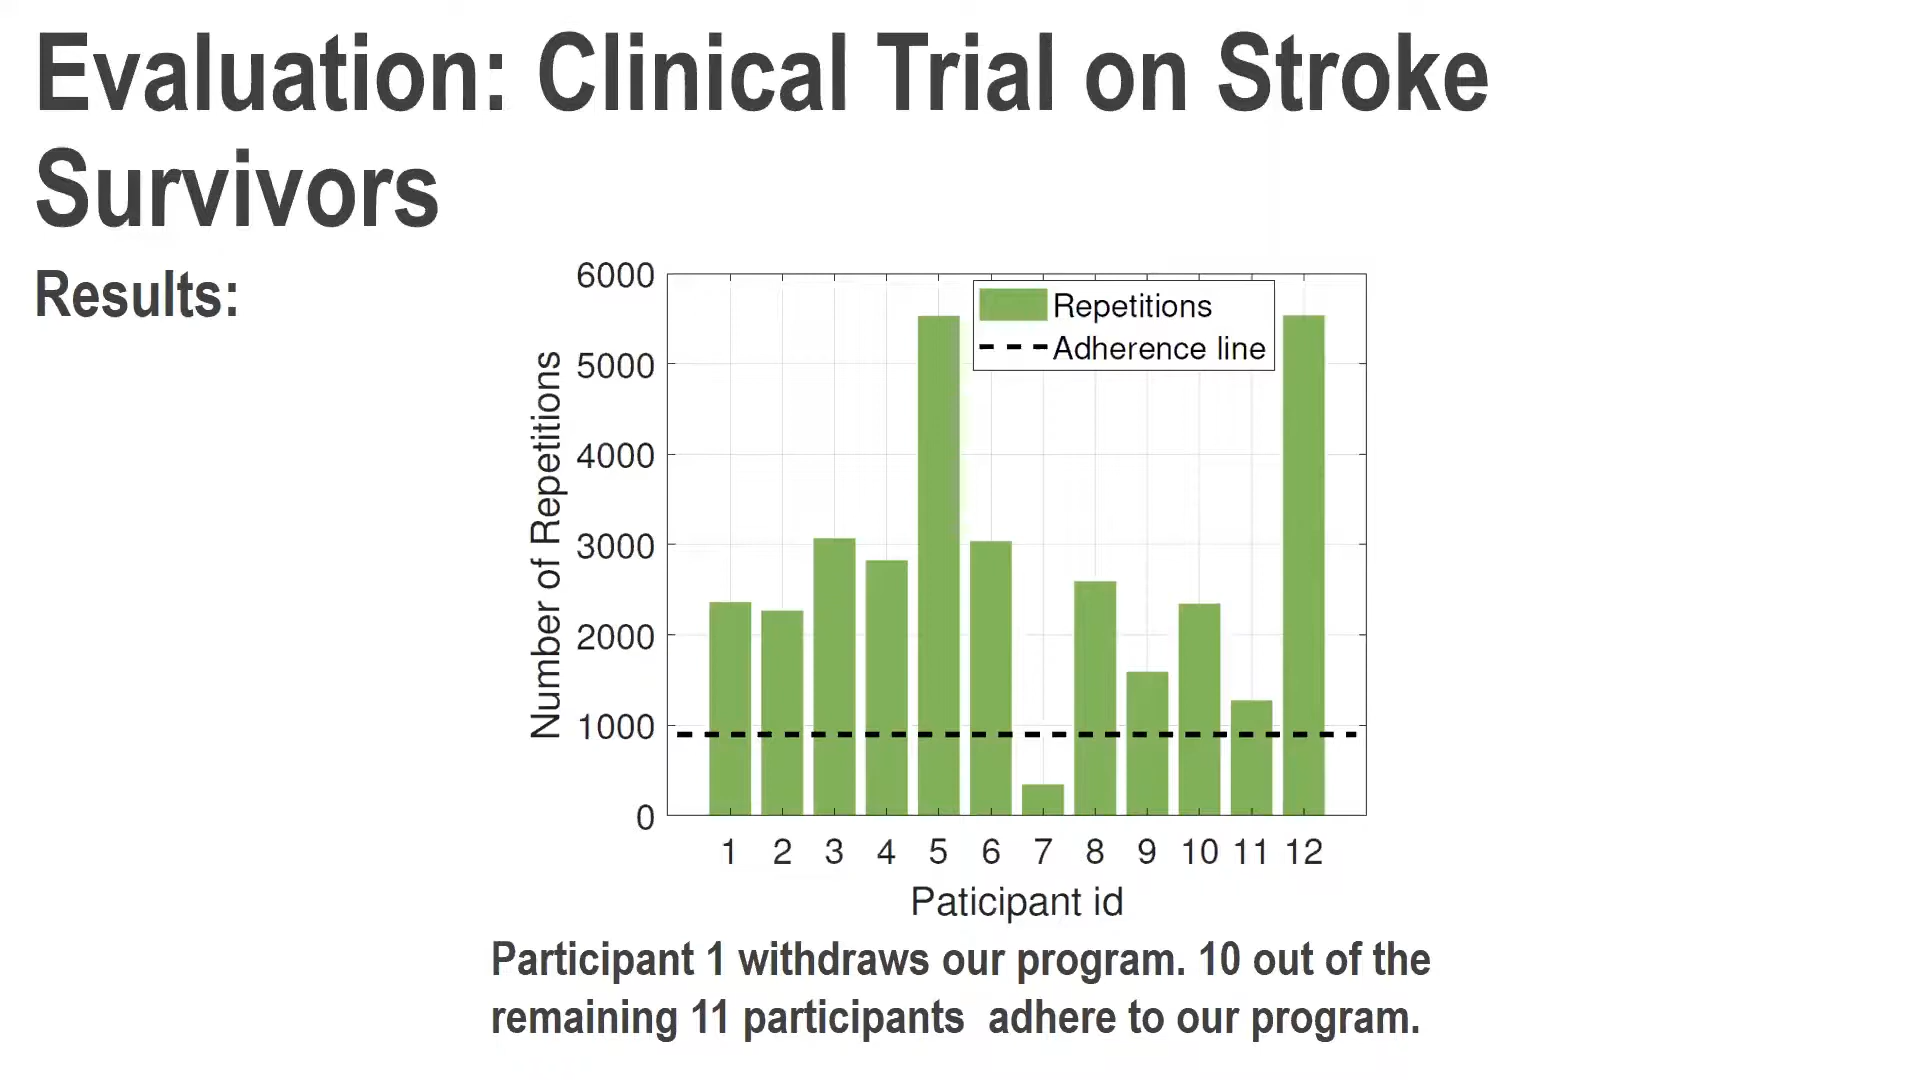 Evaluation: Clinical Trial on Stroke
Survivors
Results:
6000
5000
4000
3000
2000
1000
0
Number of Repetitions
Repetitions
Adherence line
1 2 3 4 5 6 7 8 9 10 11 12
Paticipant id
Participant 1 withdraws our program. 10 out of the
remaining 11 participants  adhere to our program.